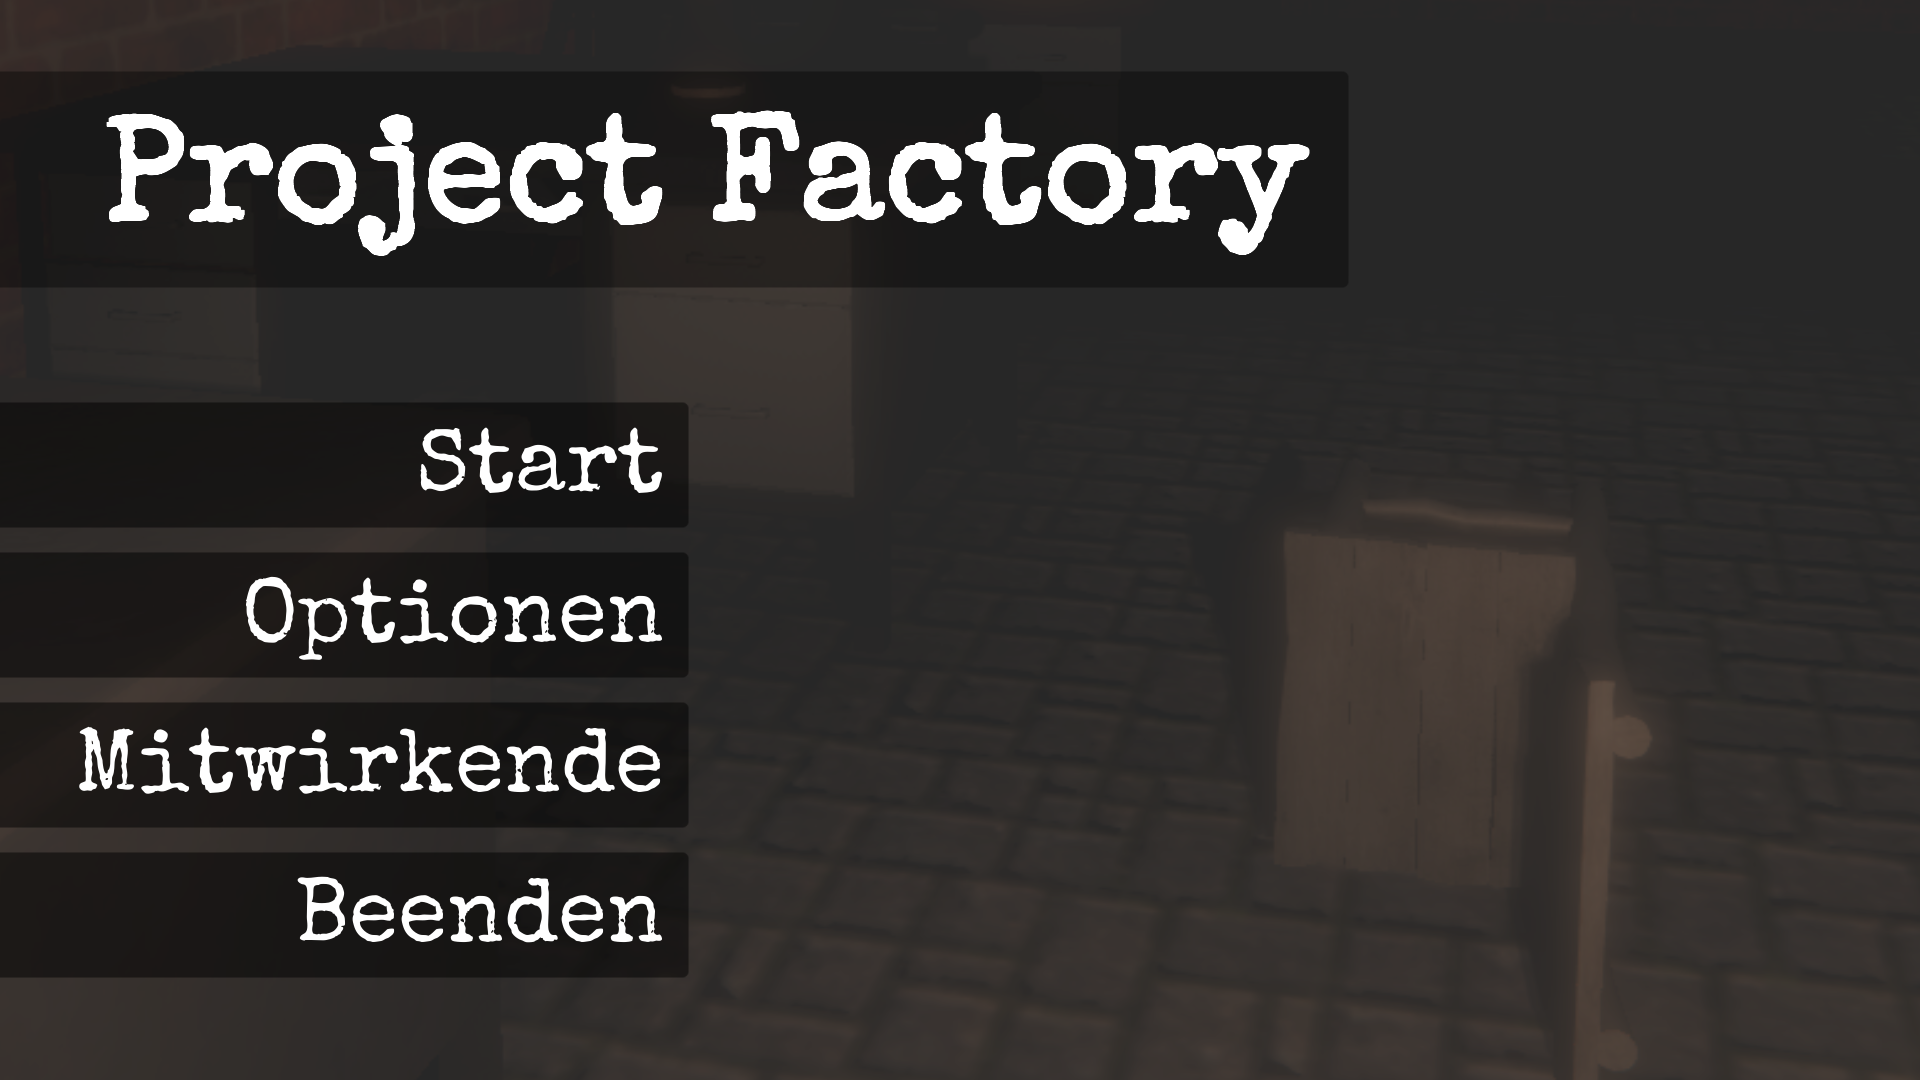 Project Factory
Start
Optionen
Mitwirkende
Beenden